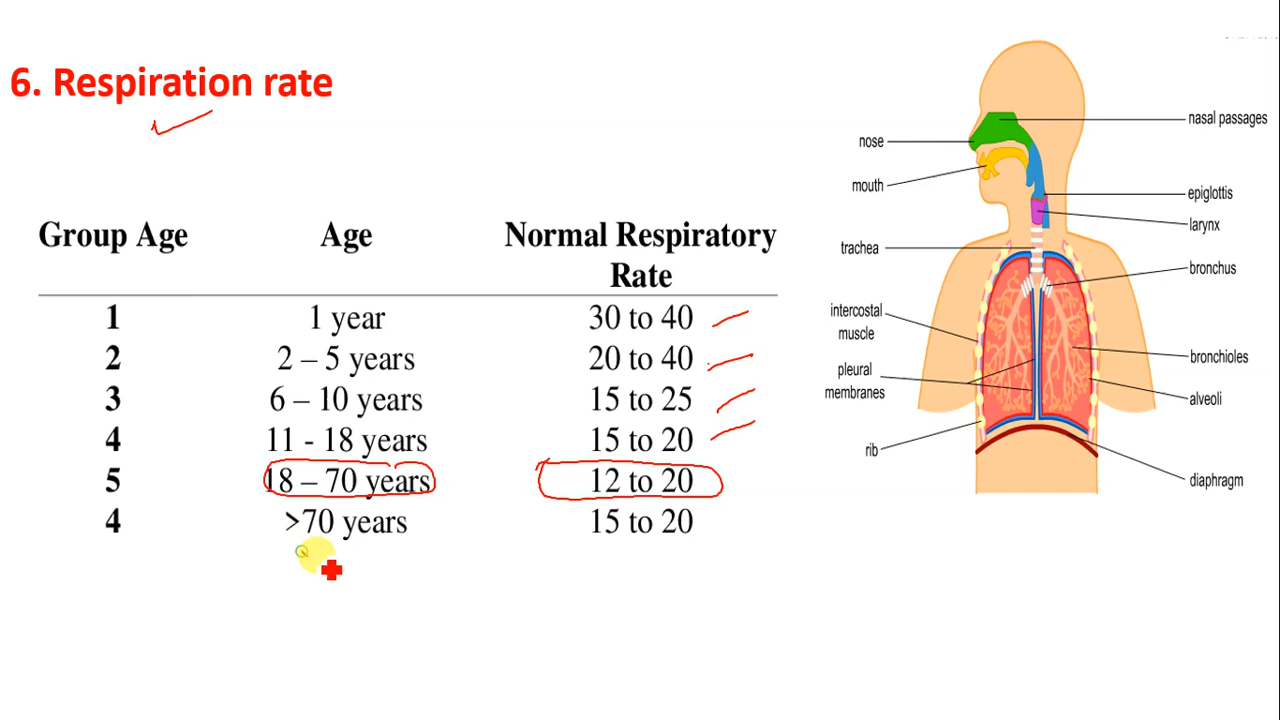 6. Respiration rate
Group Age Age Normal Respiratory
Rate
1 1 year 30 to 40
2 2 – 5 years 20 to 40
3 6 – 10 years 15 to 25
4 11 - 18 years 15 to 20
5 18 – 70 years 12 to 20
4 >70 years 15 to 20
nasal passages
nose
mouth
epiglottis
larynx
trachea
bronchus
intercostal
muscle
bronchioles
pleural
membranes
alveoli
rib
diaphragm